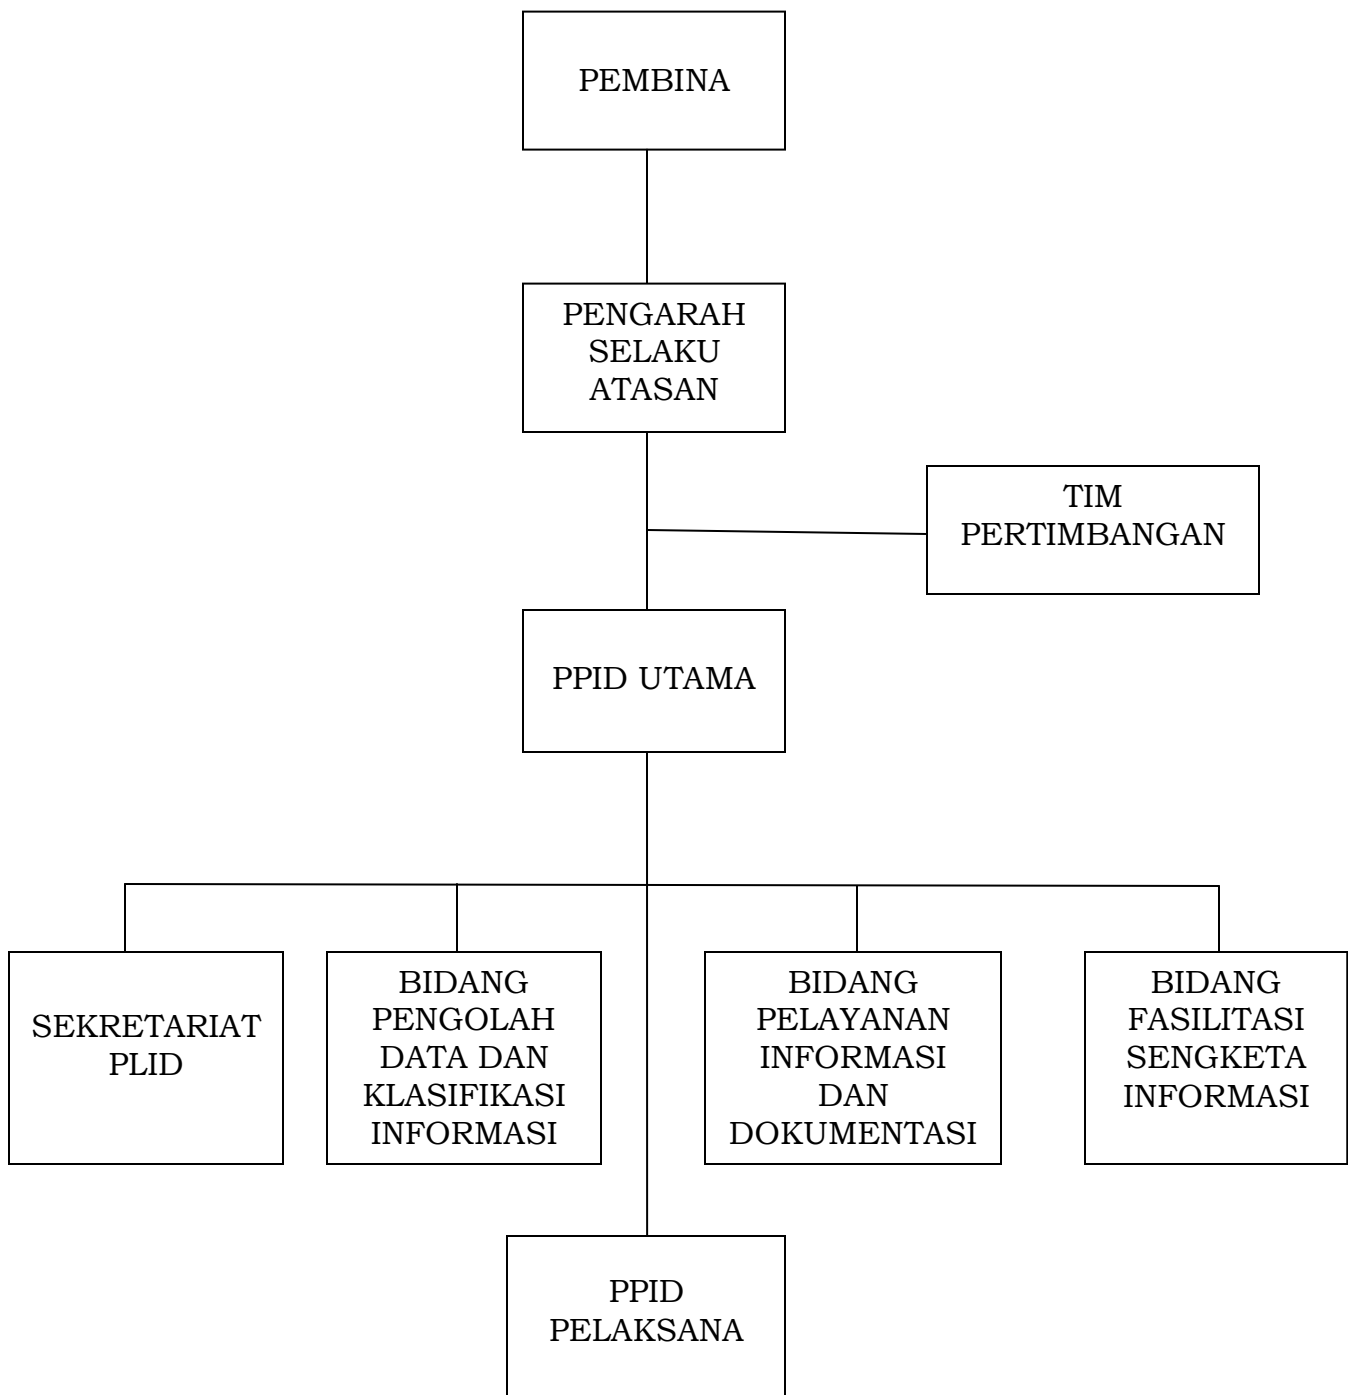 PEMBINA
PENGARAH
SELAKU
ATASAN
TIM
PERTIMBANGAN
PPID UTAMA
SEKRETARIAT
PLID
BIDANG
PENGOLAH
DATA DAN
KLASIFIKASI
INFORMASI
BIDANG
PELAYANAN
INFORMASI
DAN
DOKUMENTASI
BIDANG
FASILITASI
SENGKETA
INFORMASI
PPID
PELAKSANA